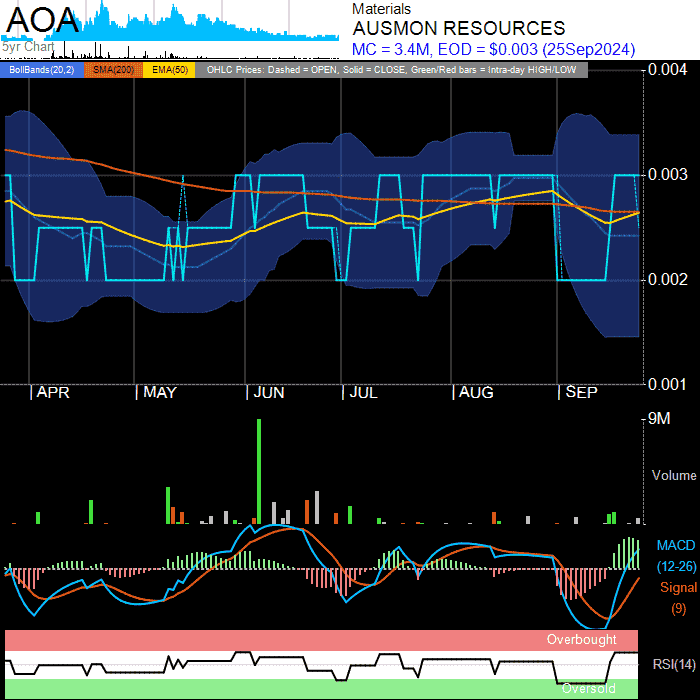 AOA
5yr Chart
Materials
AUSMON RESOURCES
MC = 3.4M, EOD = $0.003 (25Sep2024)
BollBands(20,2) SMA(200) EMA(50) OHLC Prices: Dashed = OPEN, Solid = CLOSE, Green/Red bars = Intra-day HIGH/LOW
0.004
0.003
0.002
0.001
APR MAY JUN JUL AUG SEP
9M
Volume
MACD
(12-26)
Signal
(9)
Overbought
RSI(14)
Oversold